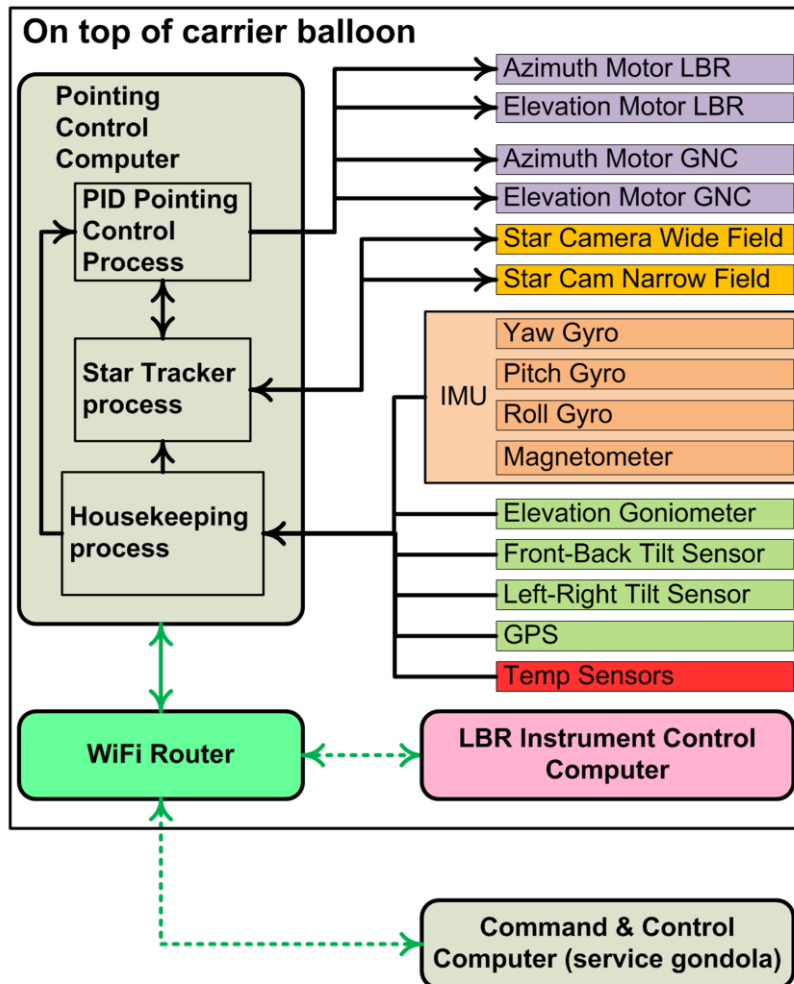 On top of carrier balloon
Pointing
Control
Computer
PID Pointing
Control
Process
Star Tracker
process
Housekeeping
process
Azimuth Motor LBR
Elevation Motor LBR
Azimuth Motor GNC
Elevation Motor GNC
Star Camera Wide Field
Star Cam Narrow Field
IMU
Yaw Gyro
Pitch Gyro
Roll Gyro
Magnetometer
Elevation Goniometer
Front-Back Tilt Sensor
Left-Right Tilt Sensor
GPS
Temp Sensors
WiFi Router
LBR Instrument Control
Computer
Command & Control
Computer (service gondola)